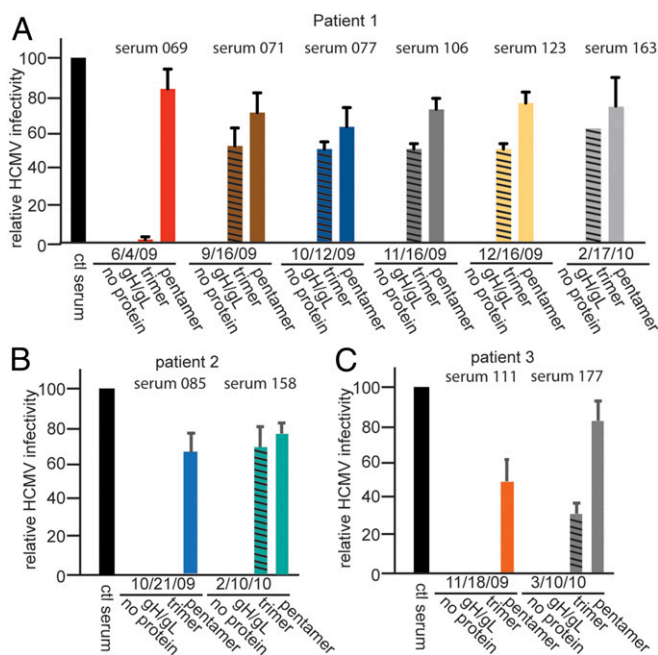 A
Patient 1
serum 069 serum 071 serum 077 serum 106 serum 123 serum 163
relative HCMV infectivity
100
80
60
40
20
0
6/4/09 9/16/09 10/12/09 11/16/09 12/16/09 2/17/10
ctl serum
no protein gH/gL trimer pentamer
no protein gH/gL trimer pentamer
no protein gH/gL trimer pentamer
no protein gH/gL trimer pentamer
no protein gH/gL trimer pentamer
no protein gH/gL trimer pentamer
B
patient 2
serum 085 serum 158
relative HCMV infectivity
100
80
60
40
20
0
10/21/09 2/10/10
ctl serum
no protein gH/gL trimer pentamer
no protein gH/gL trimer pentamer
C
patient 3
serum 111 serum 177
relative HCMV infectivity
100
80
60
40
20
0
11/18/09 3/10/10
ctl serum
no protein gH/gL trimer pentamer
no protein gH/gL trimer pentamer